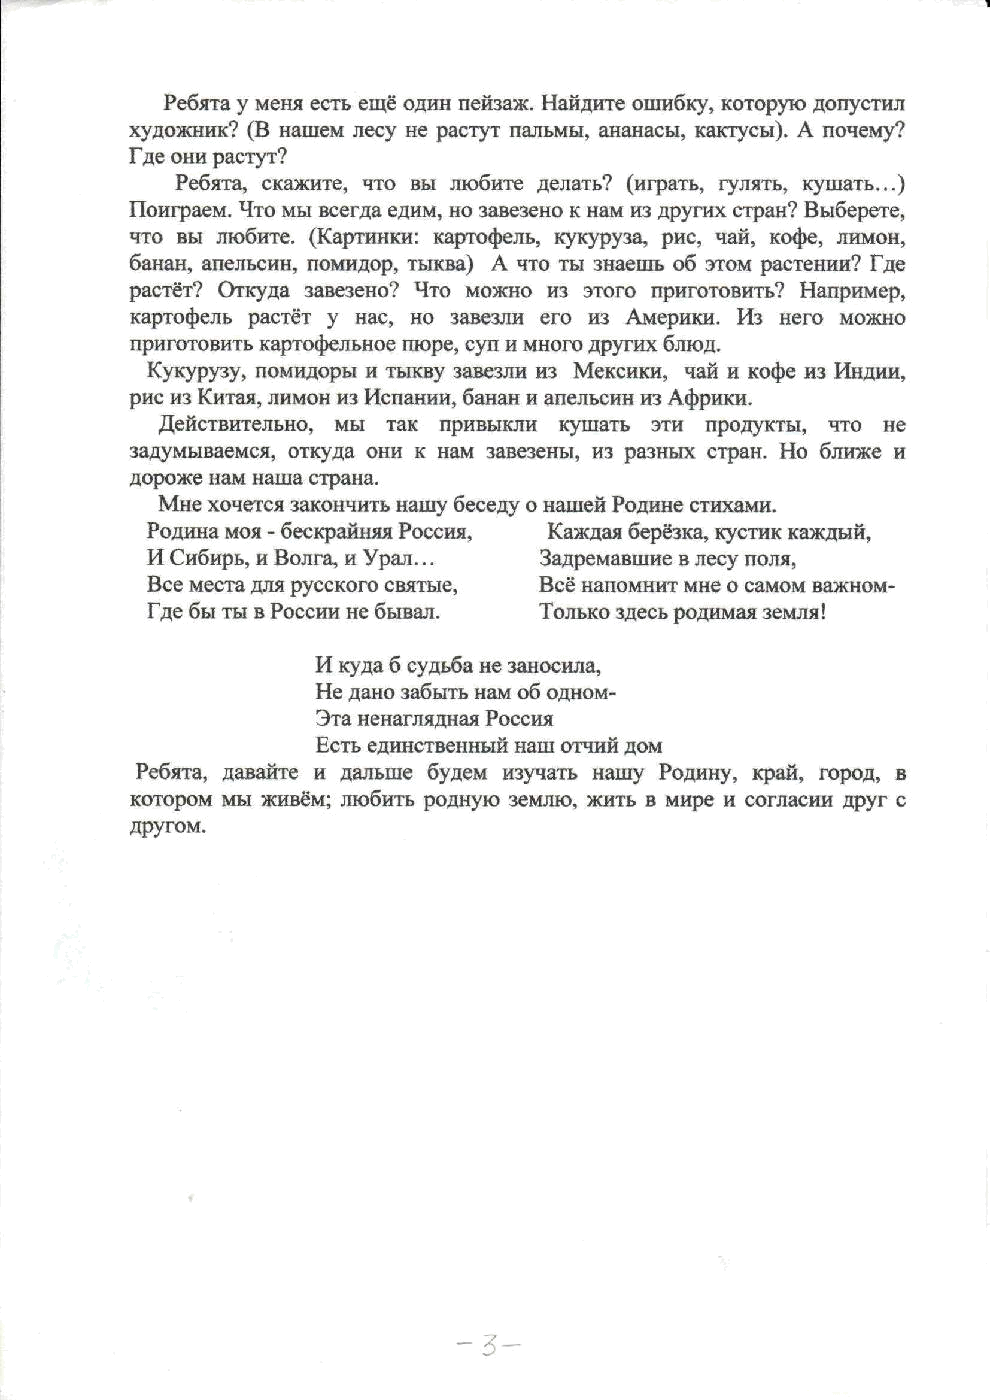 Ребята у меня есть ещё один пейзаж. Найдите ошибку, которую допустил
художник? (В нашем лесу не растут пальмы, ананасы, кактусы). А почему?
Где они растут?
Ребята, скажите, что вы любите делать? (играть, гулять, кушать…)
Поиграем. Что мы всегда едим, но завезено к нам из других стран? Выберете,
что вы любите. (Картинки: картофель, кукуруза, рис, чай, кофе, лимон,
банан, апельсин, помидор, тыква) А что ты знаешь об этом растении? Где
растёт? Откуда завезено? Что можно из этого приготовить? Например,
картофель растёт у нас, но завезли его из Америки. Из него можно
приготовить картофельное пюре, суп и много других блюд.
Кукурузу, помидоры и тыкву завезли из Мексики, чай и кофе из Индии,
рис из Китая, лимон из Испании, банан и апельсин из Африки.
Действительно, мы так привыкли кушать эти продукты, что не
задумываемся, откуда они к нам завезены, из разных стран. Но ближе и
дороже нам наша страна.
Мне хочется закончить нашу беседу о нашей Родине стихами.
Родина моя - бескрайняя Россия,
И Сибирь, и Волга, и Урал…
Все места для русского святые,
Где бы ты в России не бывал.
Каждая берёзка, кустик каждый,
Задремавшие в лесу поля,
Всё напомнит мне о самом важном-
Только здесь родимая земля!
И куда б судьба не заносила,
Не дано забыть нам об одном-
Эта ненаглядная Россия
Есть единственный наш отчий дом
Ребята, давайте и дальше будем изучать нашу Родину, край, город, в
котором мы живём; любить родную землю, жить в мире и согласии друг с
другом.
-3-